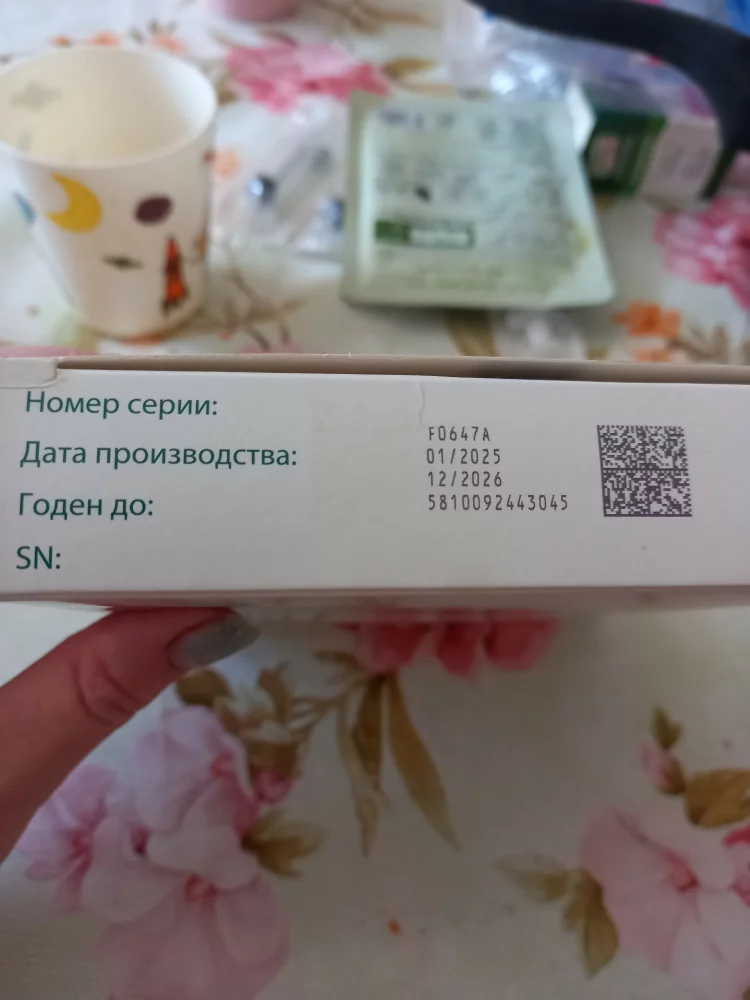 Номер серии:
Дата производства:
Годен до:
SN:
F0647A
01/2025
12/2026
5810092443045